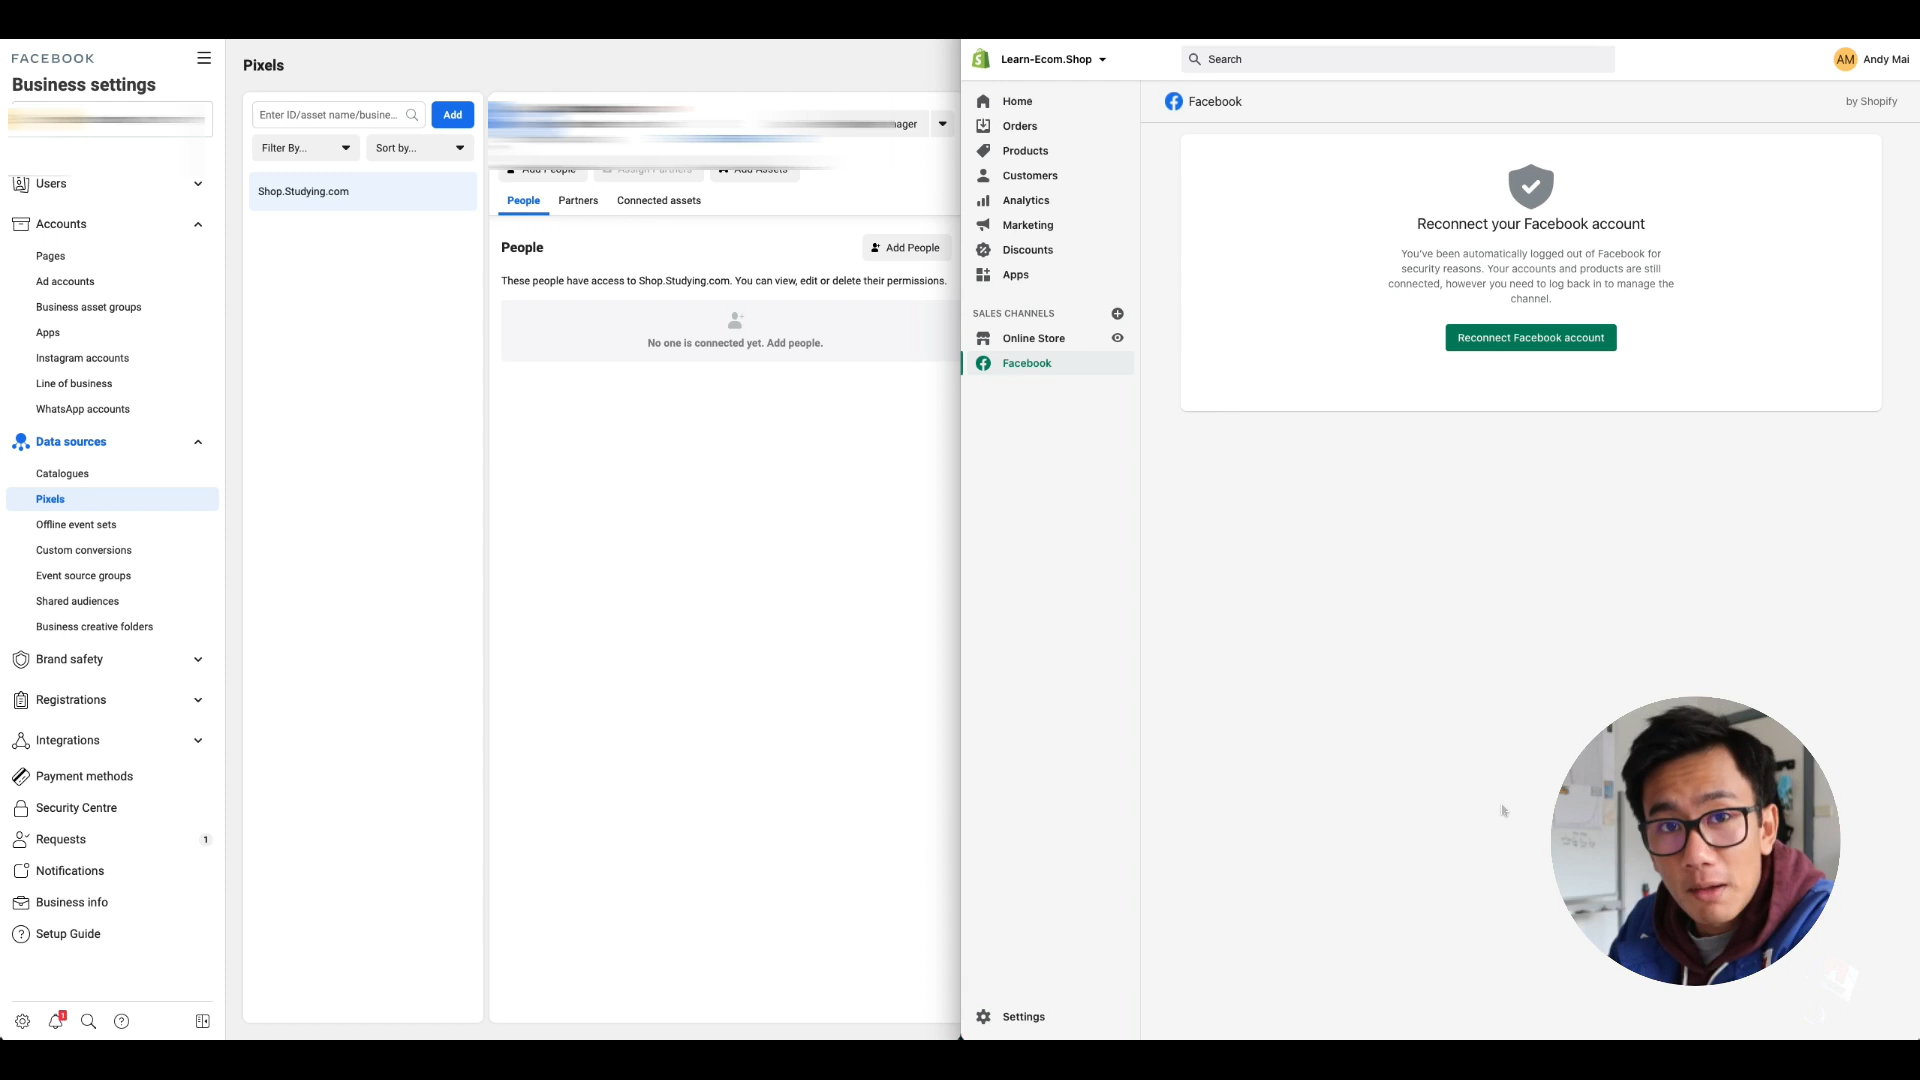 FACEBOOK
Business settings
Users
Accounts
Pages
Ad accounts
Business asset groups
Apps
Instagram accounts
Line of business
WhatsApp accounts
Data sources
Catalogues
Pixels
Offline event sets
Custom conversions
Event source groups
Shared audiences
Business creative folders
Brand safety
Registrations
Integrations
Payment methods
Security Centre
Requests 1
Notifications
Business info
Setup Guide
1
Pixels
Enter ID/asset name/busine...
Add
Filter By...
Sort by...
Shop.Studying.com
Add People
Assign Partners
Add Assets
People
Partners
Connected assets
People
Add People
These people have access to Shop.Studying.com. You can view, edit or delete their permissions.
No one is connected yet. Add people.
Learn-Ecom.Shop
Search
AM Andy Mai
Home
Orders
Products
Customers
Analytics
Marketing
Discounts
Apps
SALES CHANNELS
Online Store
Facebook
Settings
Facebook
by Shopify
Reconnect your Facebook account
You've been automatically logged out of Facebook for
security reasons. Your accounts and products are still
connected, however you need to log back in to manage the
channel.
Reconnect Facebook account